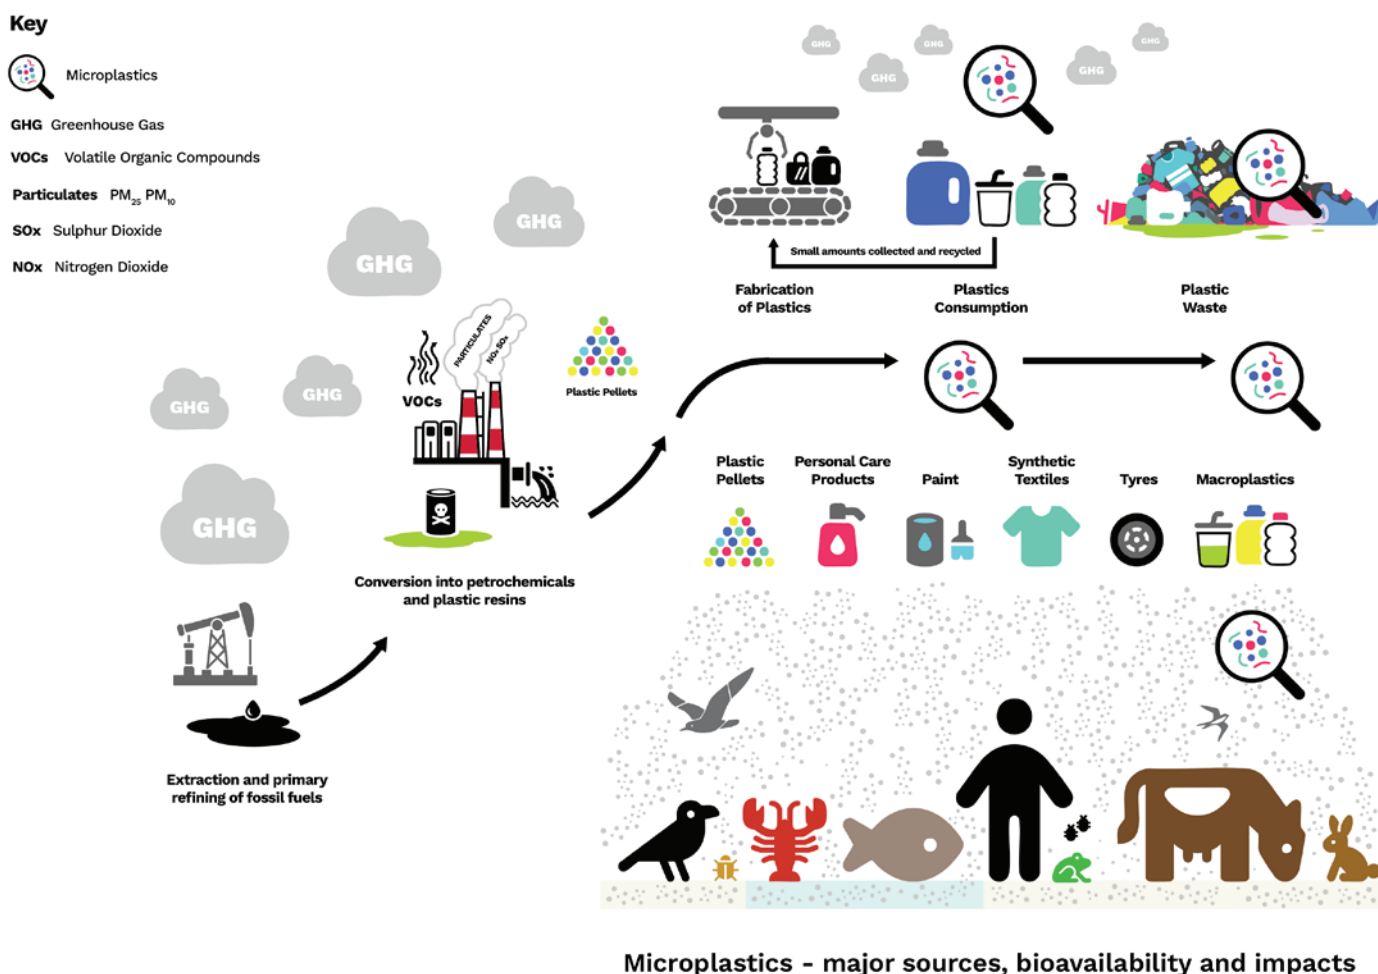 Key
Microplastics
GHG Greenhouse Gas
VOCs Volatile Organic Compounds
Particulates PM25 PM10
SOx Sulphur Dioxide
NOx Nitrogen Dioxide
GHG
GHG
GHG
GHG
GHG
GHG
GHG
GHG
GHG
GHG
Small amounts collected and recycled
Fabrication
of Plastics
Plastics
Consumption
Plastic
Waste
PARTICULATES
NOx SOx
VOCs
Plastic Pellets
Conversion into petrochemicals
and plastic resins
Extraction and primary
refining of fossil fuels
Plastic
Pellets
Personal Care
Products
Paint
Synthetic
Textiles
Tyres
Macroplastics
Microplastics - major sources, bioavailability and impacts